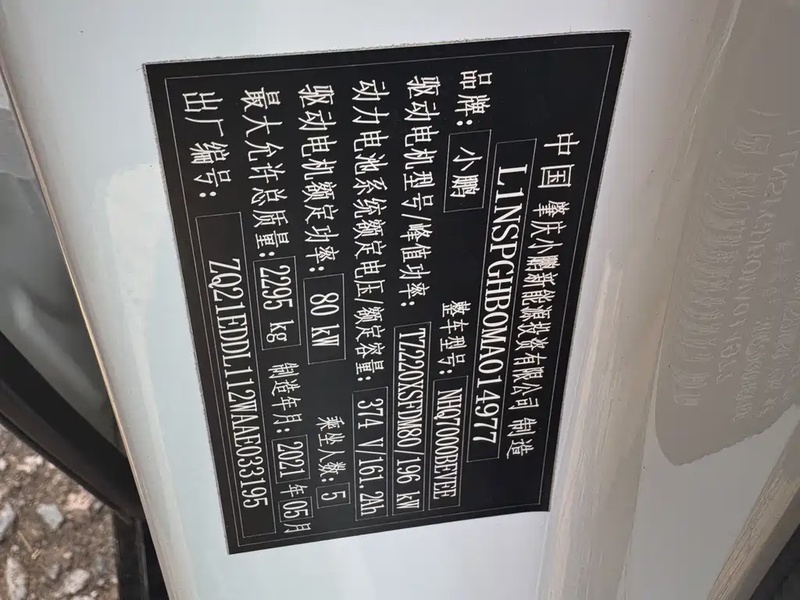 中国 肇庆小鹏新能源投资有限公司 制造
L1NSPGHB0MA014977
品牌: 小鹏 整车型号: NHQ7000BEVEE
驱动电机型号/峰值功率: TZ220XSFDM80/196 kW
动力电池系统额定电压/额定容量: 374 V/161.2Ah
驱动电机额定功率: 80 kW 乘坐人数: 5
最大允许总质量: 2295 kg 制造年月: 2021 年 05月
出厂编号: ZQ21EDDL112WAAE033195